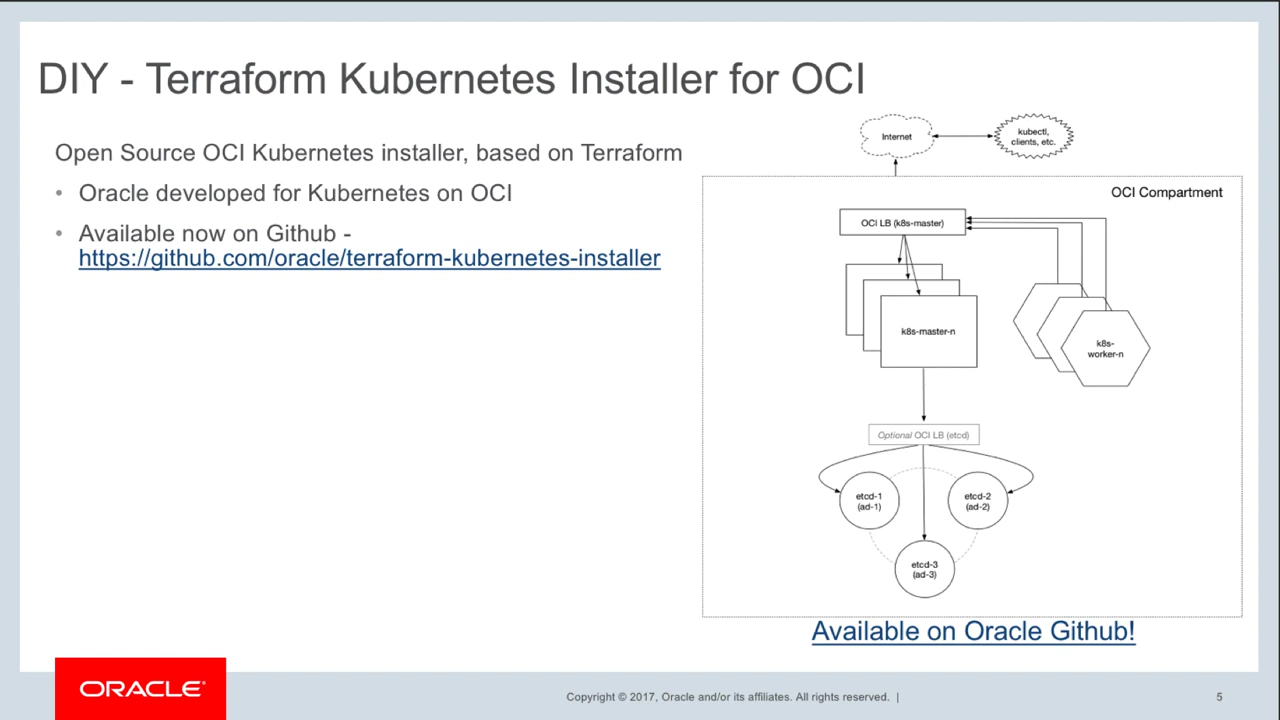 DIY - Terraform Kubernetes Installer for OCI
Open Source OCI Kubernetes installer, based on Terraform
• Oracle developed for Kubernetes on OCI
• Available now on Github -
https://github.com/oracle/terraform-kubernetes-installer
Internet
kubectl,
clients, etc.
OCI Compartment
OCI LB (k8s-master)
k8s-master-n
k8s-
worker-n
Optional OCI LB (etcd)
etcd-1
(ad-1)
etcd-2
(ad-2)
etcd-3
(ad-3)
Available on Oracle Github!
ORACLE®
Copyright © 2017, Oracle and/or its affiliates. All rights reserved. |
5